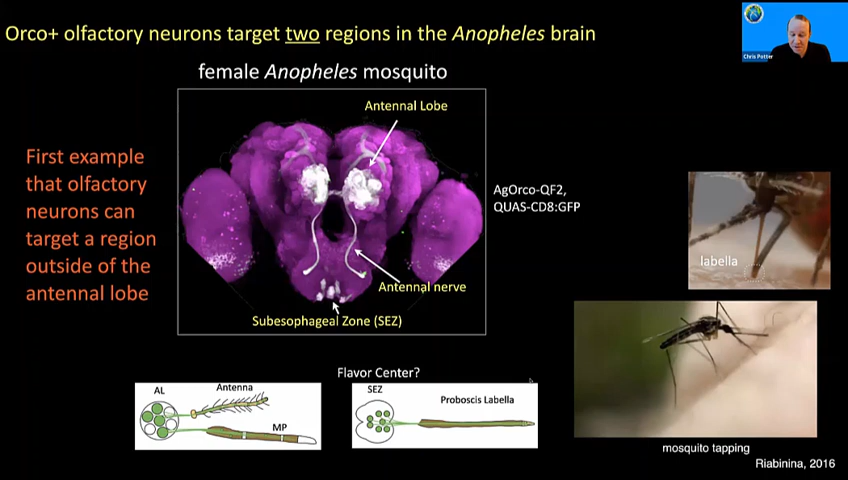 Orco+ olfactory neurons target two regions in the Anopheles brain
Chris Potter
female Anopheles mosquito
Antennal Lobe
First example
that olfactory
neurons can
target a region
outside of the
antennal lobe
AgOrco-QF2,
QUAS-CD8:GFP
labella
Antennal nerve
Subesophageal Zone (SEZ)
Flavor Center?
AL
Antenna
MP
SEZ
Proboscis Labella
mosquito tapping
Riabinina, 2016